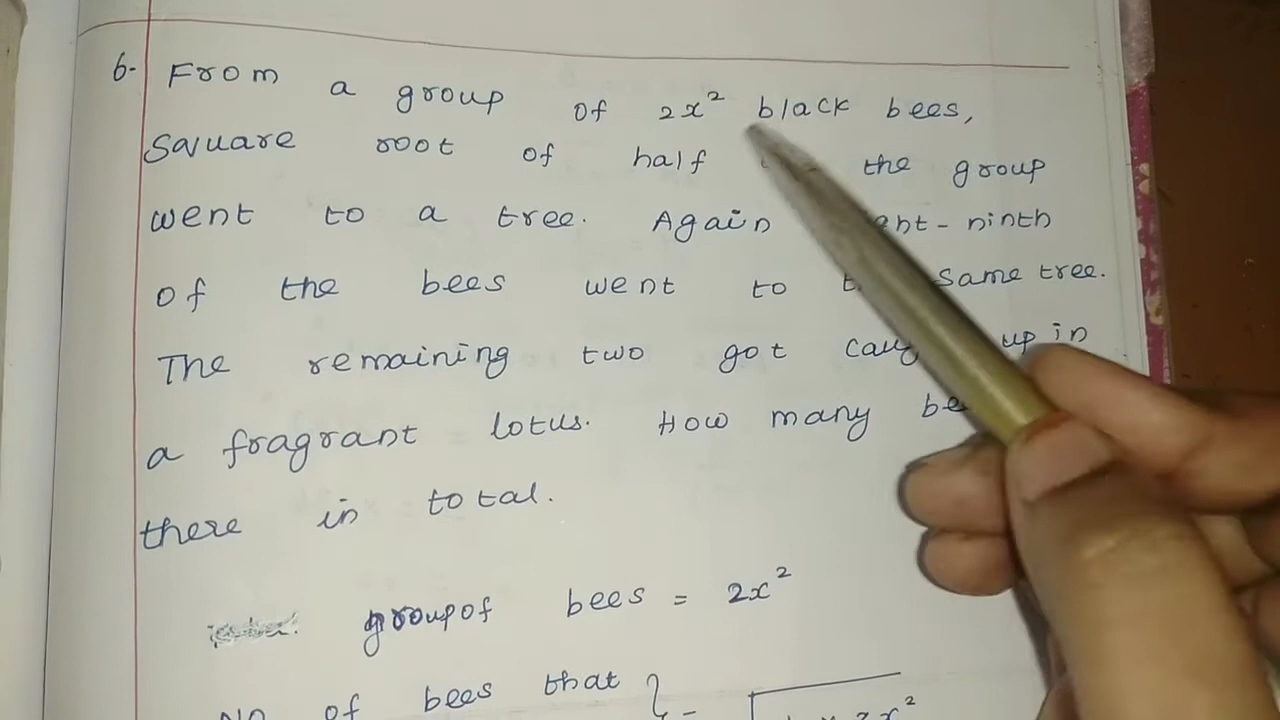 6- From a group of 2x² black bees,
Square root of half the group
went to a tree. Again - ninth
of the bees went to same tree.
The remaining two got up in
a fragrant lotus. How many
there in total.
group of bees = 2x²
No of bees that